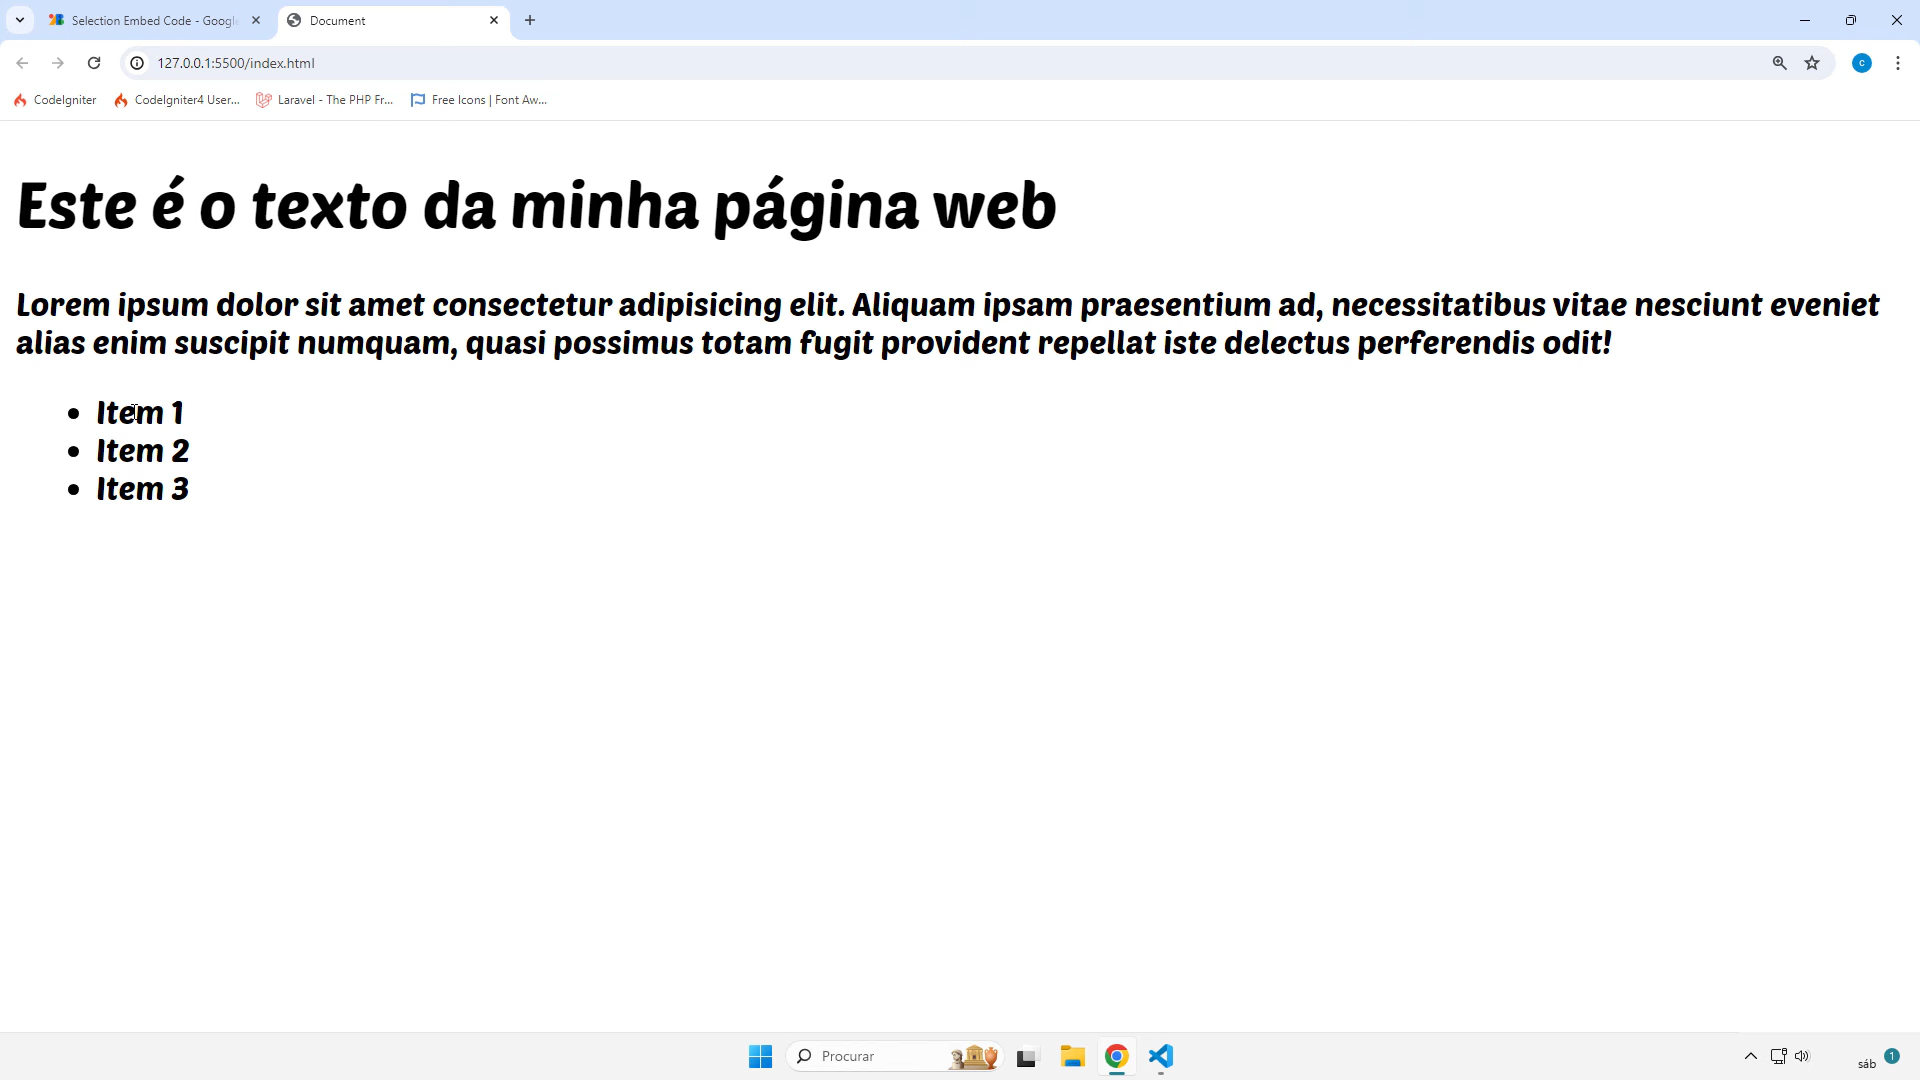 Selection Embed Code - Googl
Document
127.0.0.1:5500/index.html
c
CodeIgniter
CodeIgniter4 User...
Laravel - The PHP Fr...
Free Icons | Font Aw...
Este é o texto da minha página web
Lorem ipsum dolor sit amet consectetur adipisicing elit. Aliquam ipsam praesentium ad, necessitatibus vitae nesciunt eveniet
alias enim suscipit numquam, quasi possimus totam fugit provident repellat iste delectus perferendis odit!
Item 1
Item 2
Item 3
Procurar
sáb
1